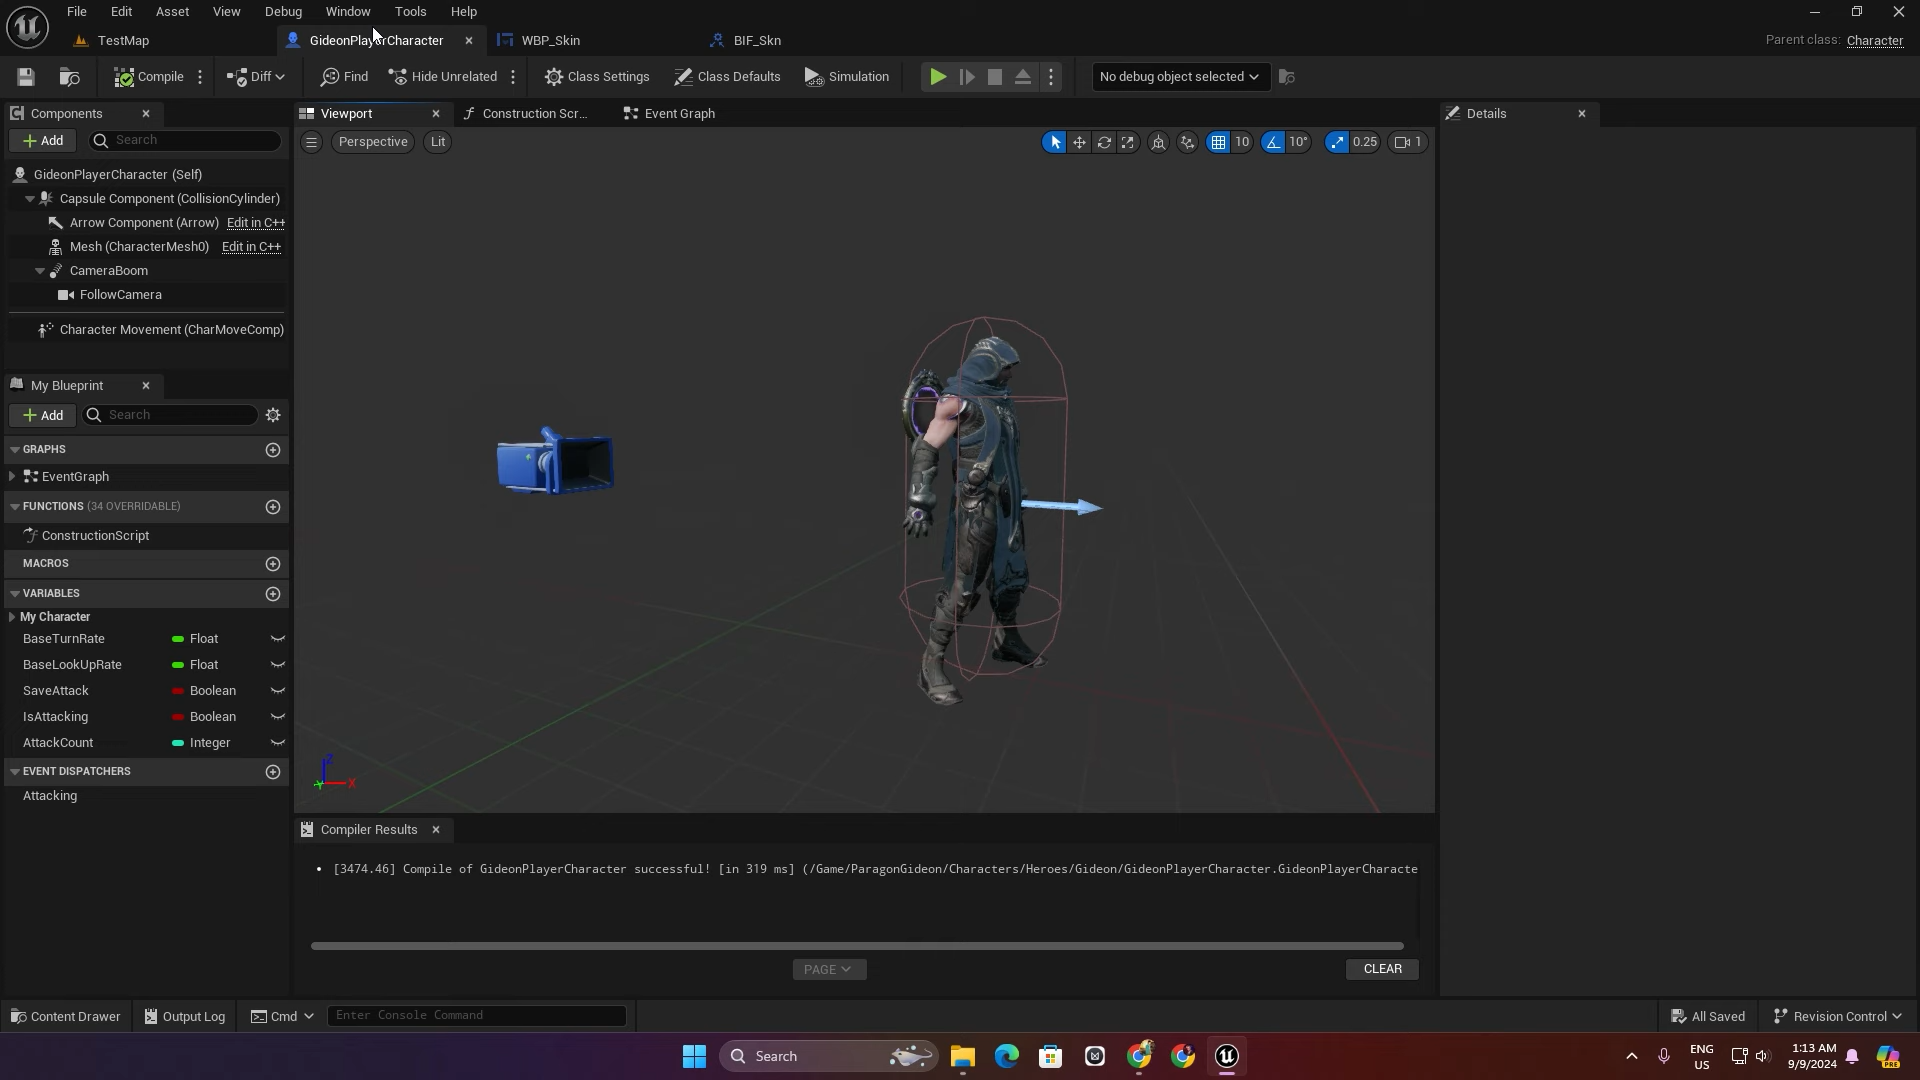 File Edit Asset View Debug Window Tools Help
TestMap GideonPlayerCharacter WBP_Skin BIF_Skn Parent class: Character
Compile Diff Find Hide Unrelated Class Settings Class Defaults Simulation No debug object selected
Components Viewport Construction Scr... Event Graph Details
Add Search Perspective Lit 10 10° 0.25 1
GideonPlayerCharacter (Self)
Capsule Component (CollisionCylinder)
Arrow Component (Arrow) Edit in C++
Mesh (CharacterMesh0) Edit in C++
CameraBoom
FollowCamera
Character Movement (CharMoveComp)
My Blueprint
Add Search
GRAPHS
EventGraph
FUNCTIONS (34 OVERRIDABLE)
ConstructionScript
MACROS
VARIABLES
My Character
BaseTurnRate Float
BaseLookUpRate Float
SaveAttack Boolean
IsAttacking Boolean
AttackCount Integer
EVENT DISPATCHERS
Attacking
Z
Y X
Compiler Results
• [3474.46] Compile of GideonPlayerCharacter successful! [in 319 ms] (/Game/ParagonGideon/Characters/Heroes/Gideon/GideonPlayerCharacter.GideonPlayerCharacte
PAGE CLEAR
Content Drawer Output Log Cmd Enter Console Command All Saved Revision Control
Search ENG US 1:13 AM 9/9/2024 PRE